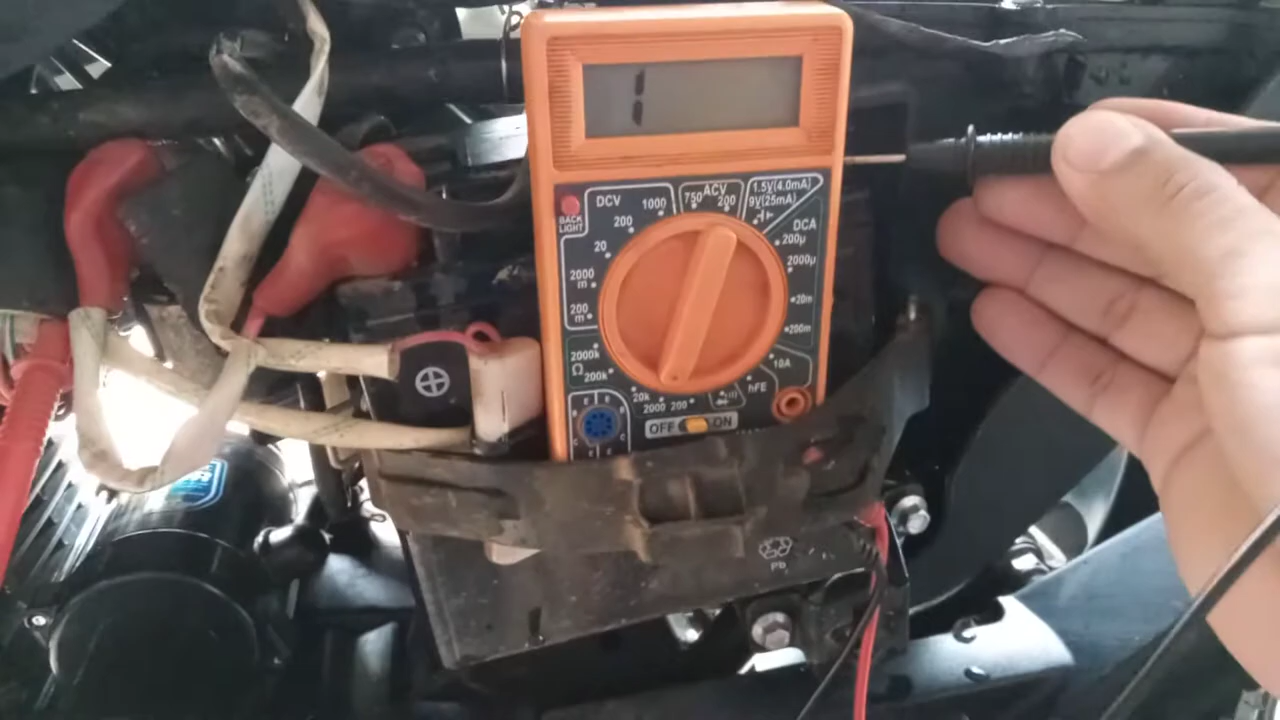 1
DCV
1000
ACV
750
200
1.5V(4.0mA)
9V(25mA)
BACK
LIGHT
200
DCA
200µ
20
2000µ
2000
m
200
m
20m
200m
2000k
Ω
200k
10A
hFE
20k
2000
200
OFF
ON
E E
B
C
Pb